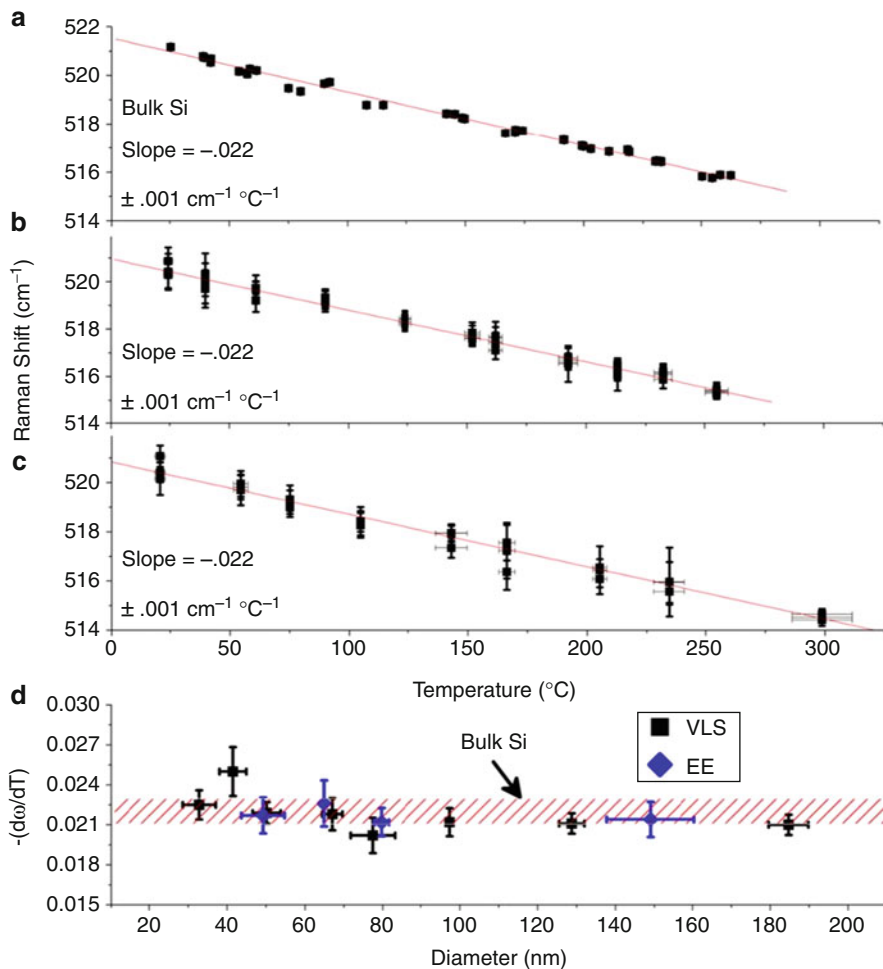 a
522
520
518
516
514
Bulk Si
Slope = –.022
± .001 cm⁻¹ °C⁻¹
b
520
518
516
514
Slope = –.022
± .001 cm⁻¹ °C⁻¹
Raman Shift (cm⁻¹)
c
520
518
516
514
Slope = –.022
± .001 cm⁻¹ °C⁻¹
0 50 100 150 200 250 300
Temperature (°C)
d
0.030
0.027
0.024
0.021
0.018
0.015
-(dω/dT)
Bulk Si
VLS
EE
20 40 60 80 100 120 140 160 180 200
Diameter (nm)